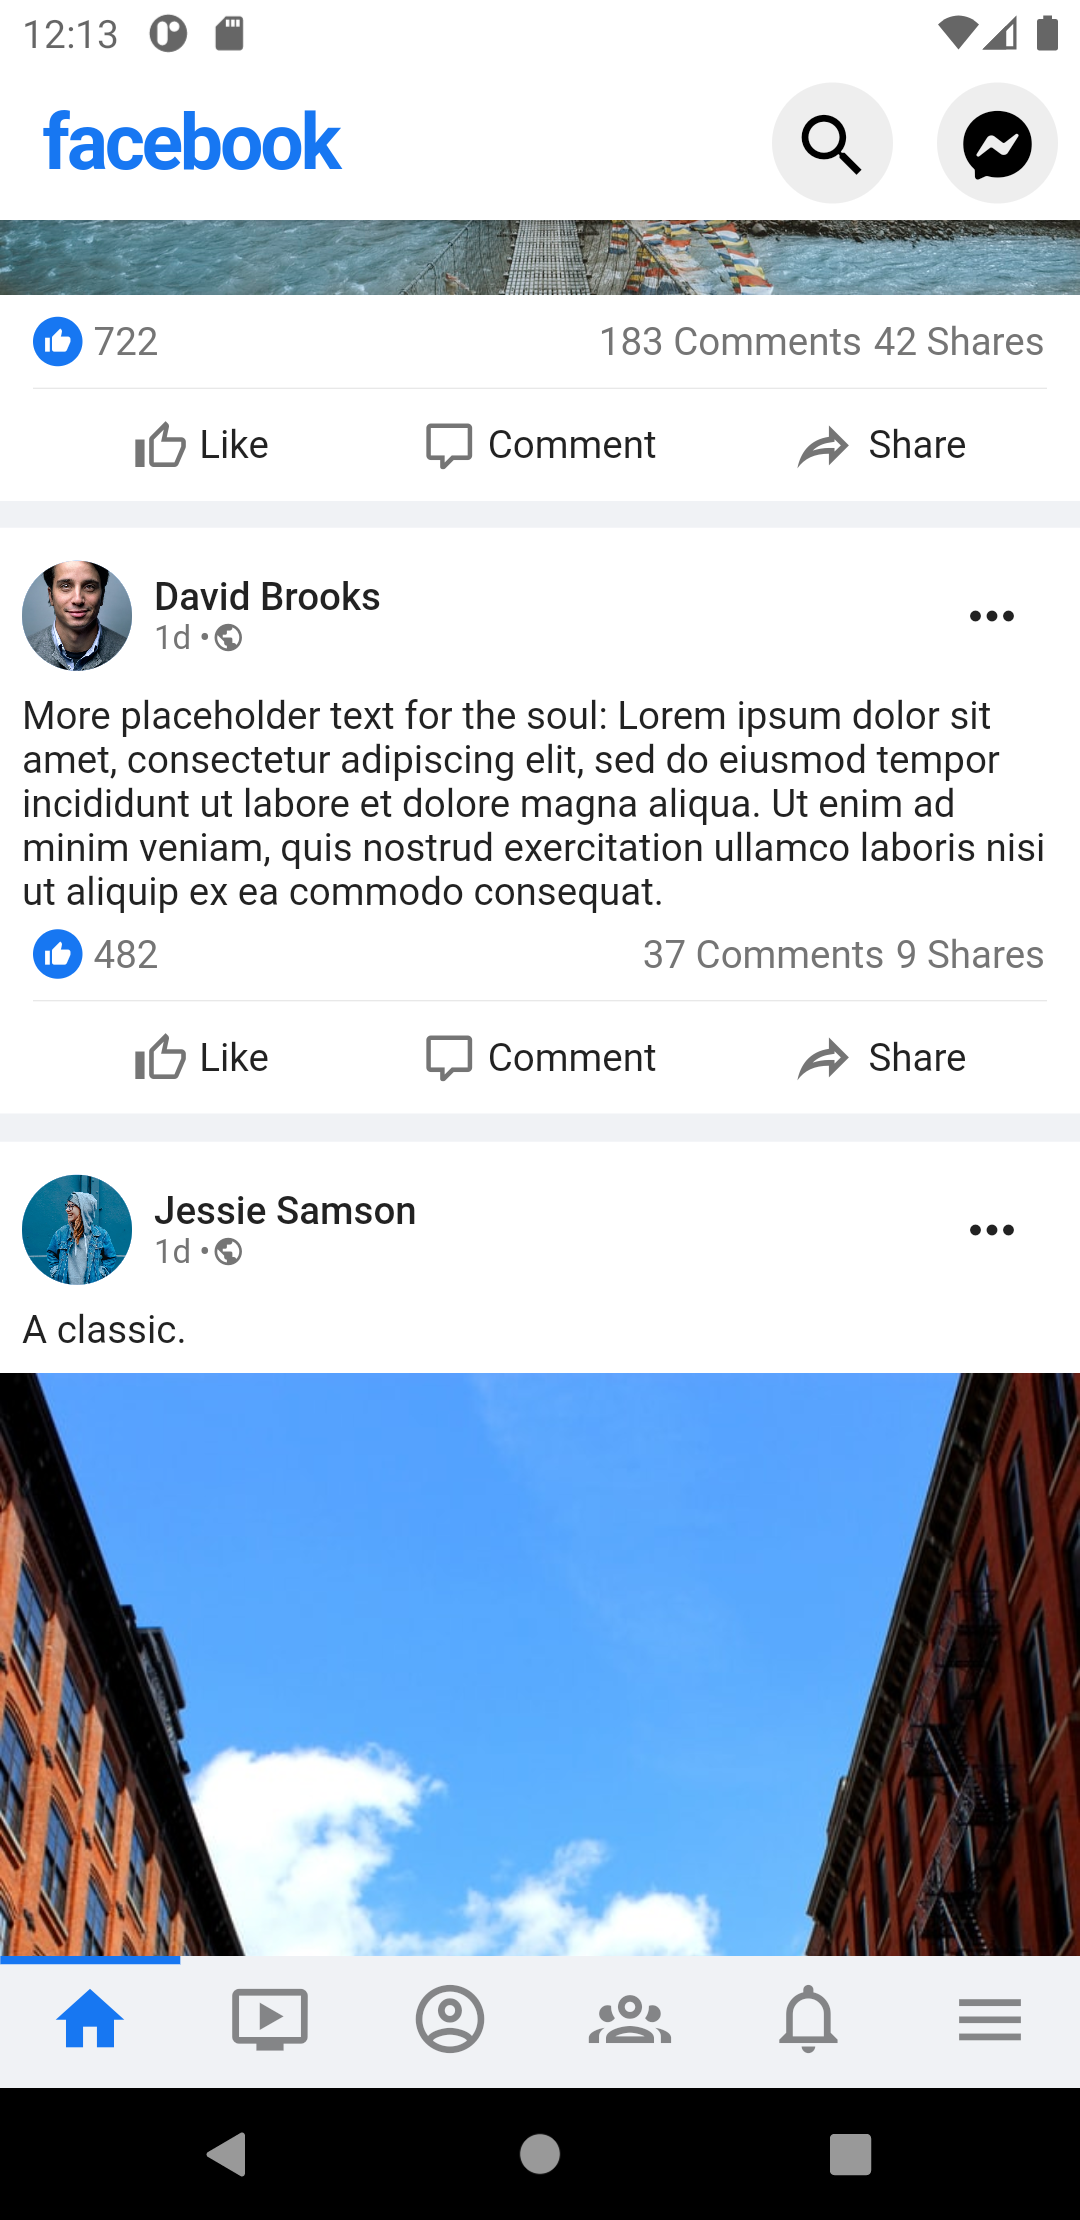 12:13
facebook
722 183 Comments 42 Shares
Like Comment Share
David Brooks
1d •
More placeholder text for the soul: Lorem ipsum dolor sit
amet, consectetur adipiscing elit, sed do eiusmod tempor
incididunt ut labore et dolore magna aliqua. Ut enim ad
minim veniam, quis nostrud exercitation ullamco laboris nisi
ut aliquip ex ea commodo consequat.
482 37 Comments 9 Shares
Like Comment Share
Jessie Samson
1d •
A classic.